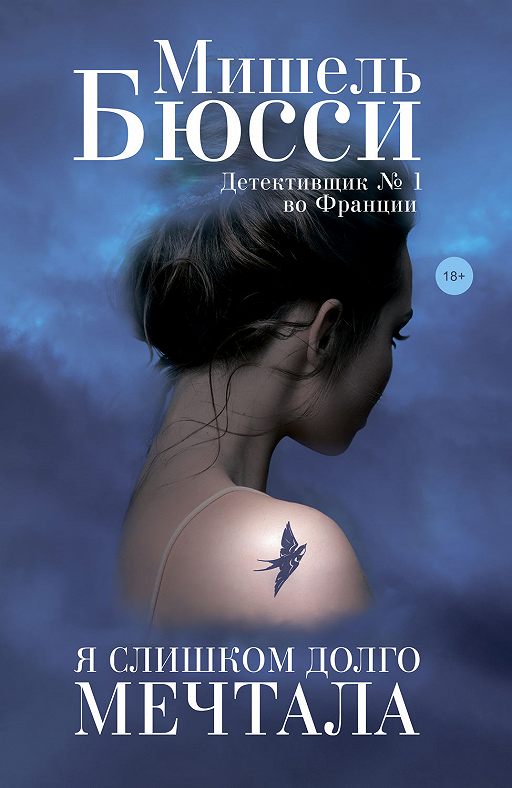 Мишель
Бюсси
Детективщик № 1
во Франции
18+
Я СЛИШКОМ ДОЛГО
МЕЧТАЛА